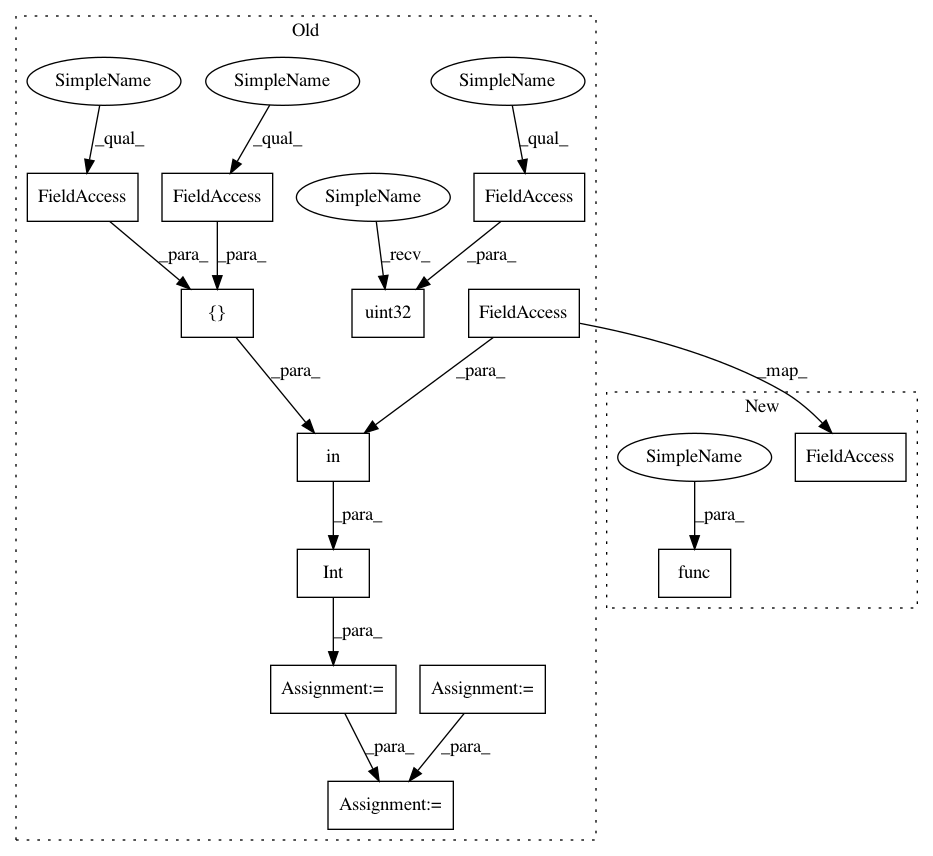 Old
SimpleName
SimpleName
SimpleName
_qual_
_qual_
_qual_
FieldAccess
FieldAccess
SimpleName
FieldAccess
_para_
_para_
_recv_
_para_
{}
uint32
FieldAccess
_para_
_para_
_map_
New
in
SimpleName
FieldAccess
_para_
_para_
Int
func
_para_
Assignment:=
Assignment:=
_para_
_para_
Assignment:=